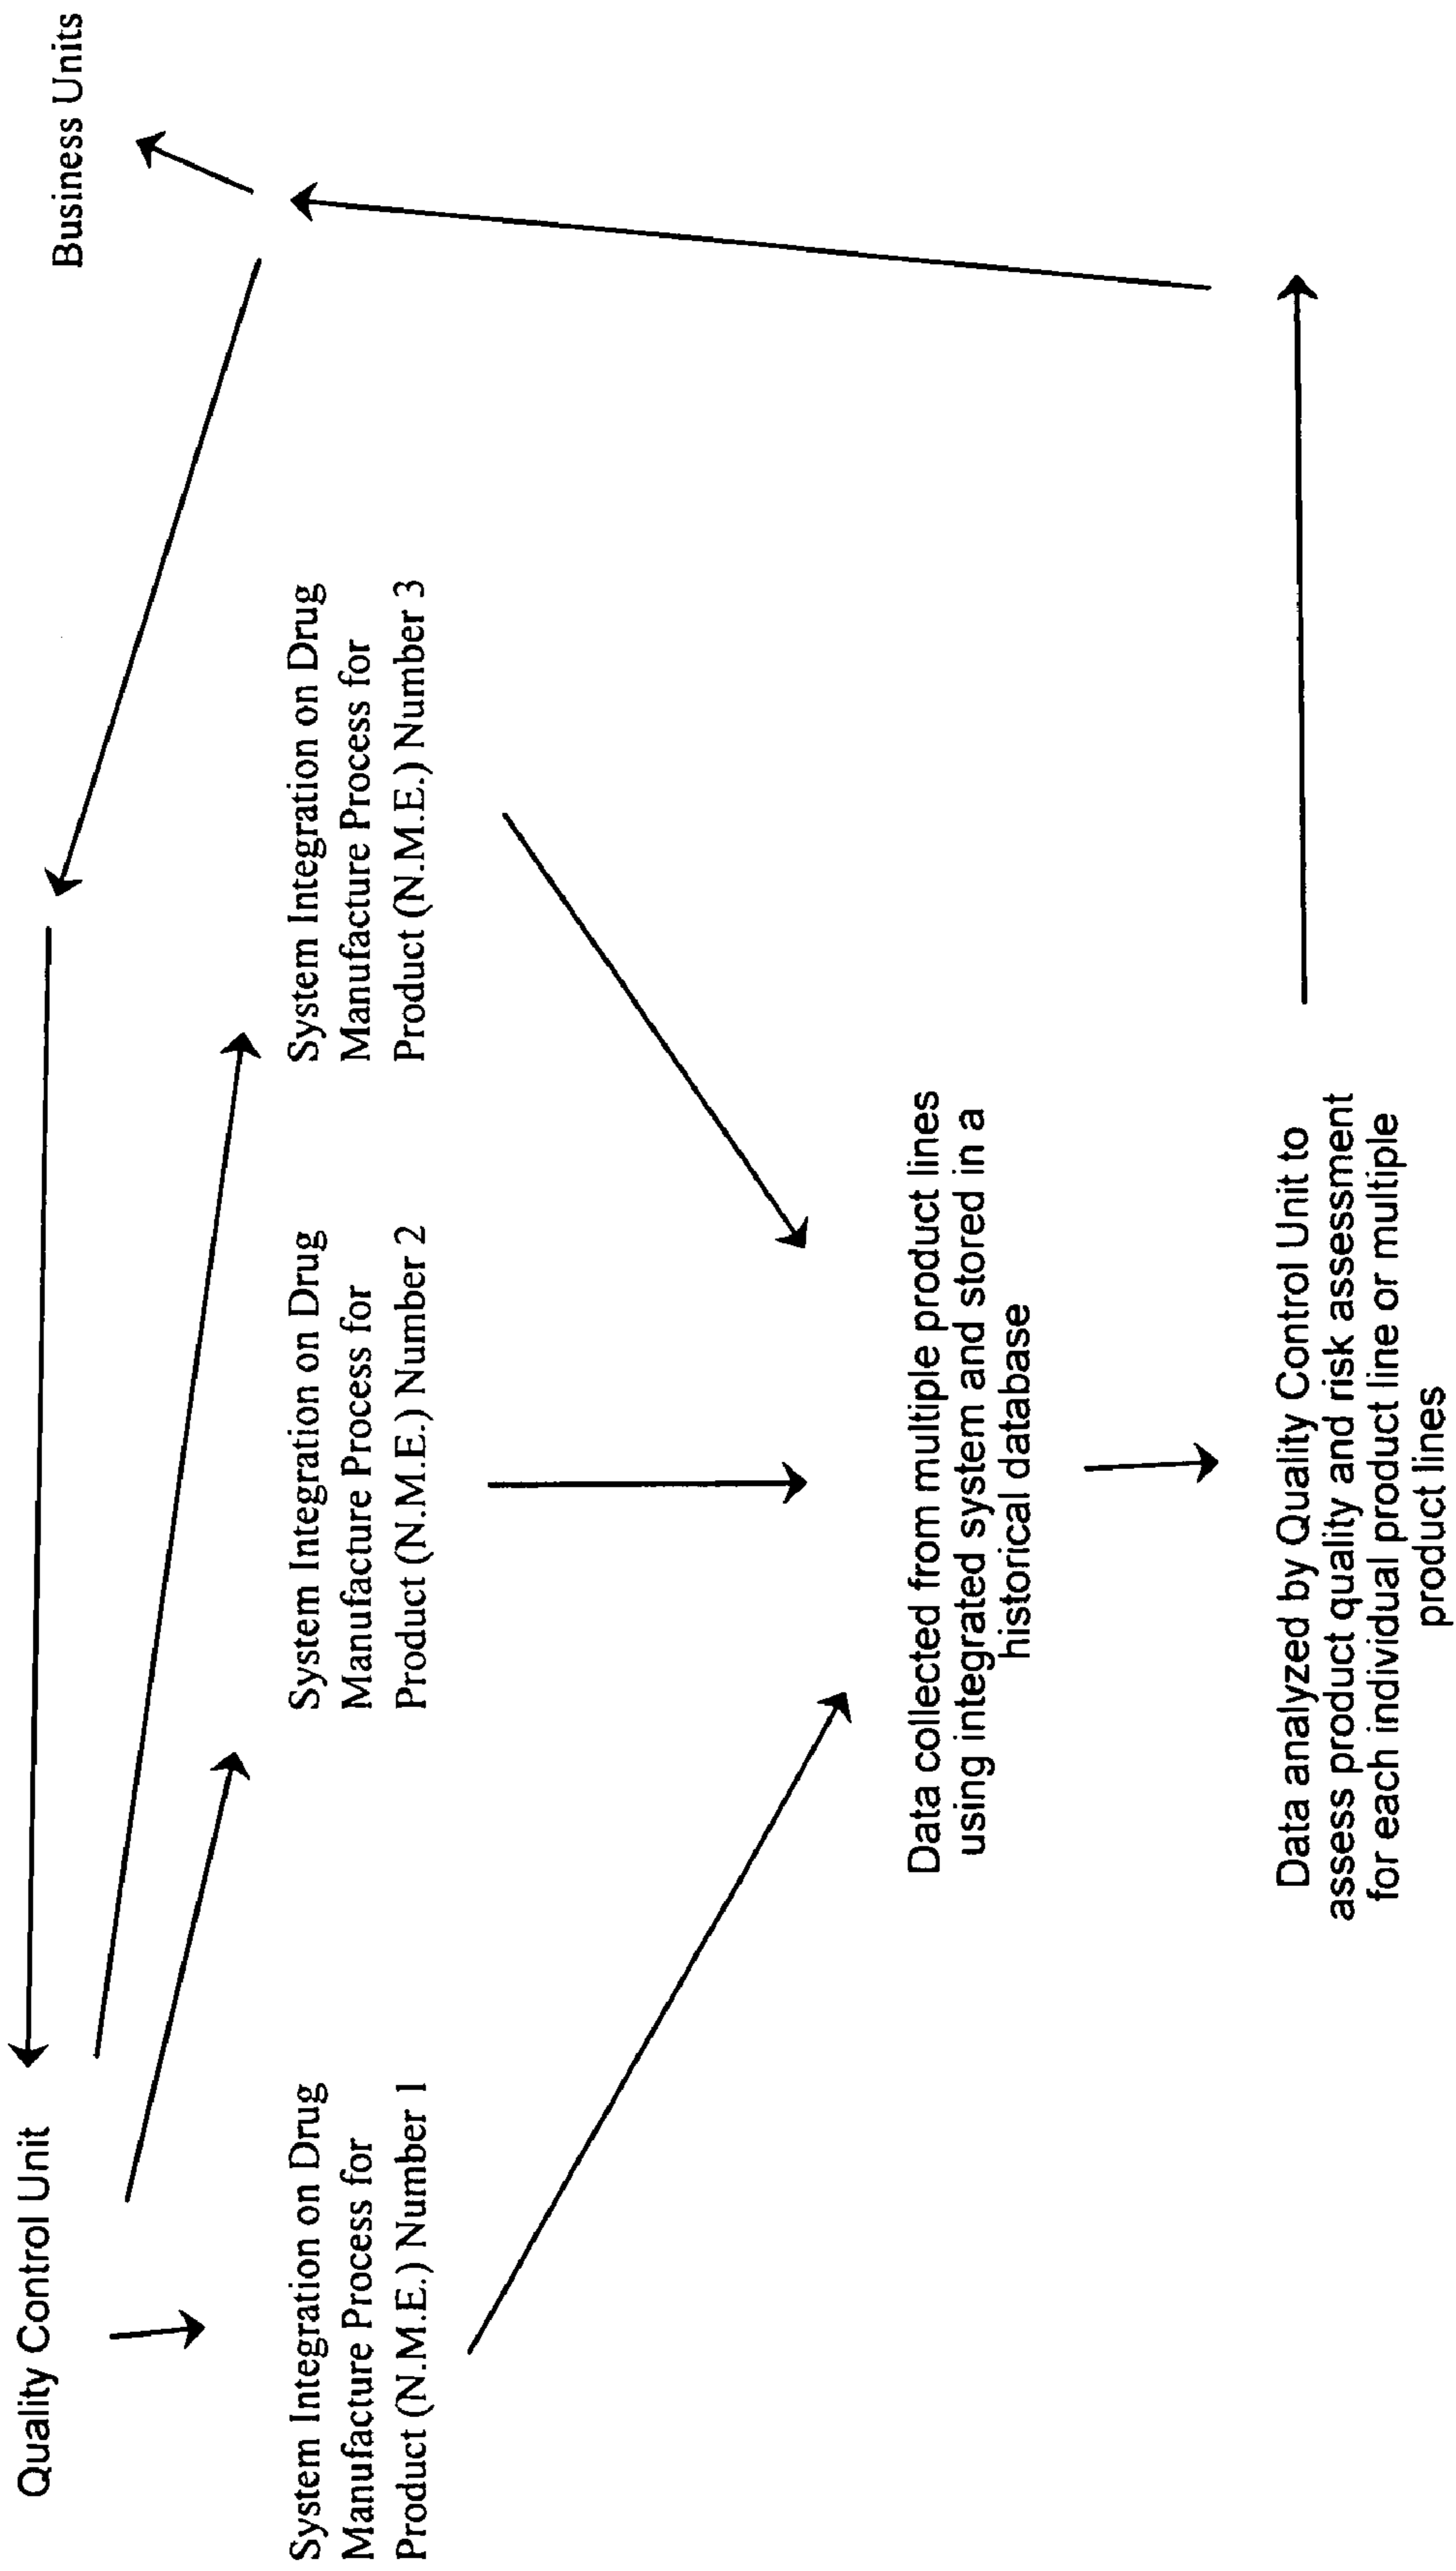 Quality Control Unit
Business Units
System Integration on Drug
Manufacture Process for
Product (N.M.E.) Number 1
System Integration on Drug
Manufacture Process for
Product (N.M.E.) Number 2
System Integration on Drug
Manufacture Process for
Product (N.M.E.) Number 3
Data collected from multiple product lines
using integrated system and stored in a
historical database
Data analyzed by Quality Control Unit to
assess product quality and risk assessment
for each individual product line or multiple
product lines